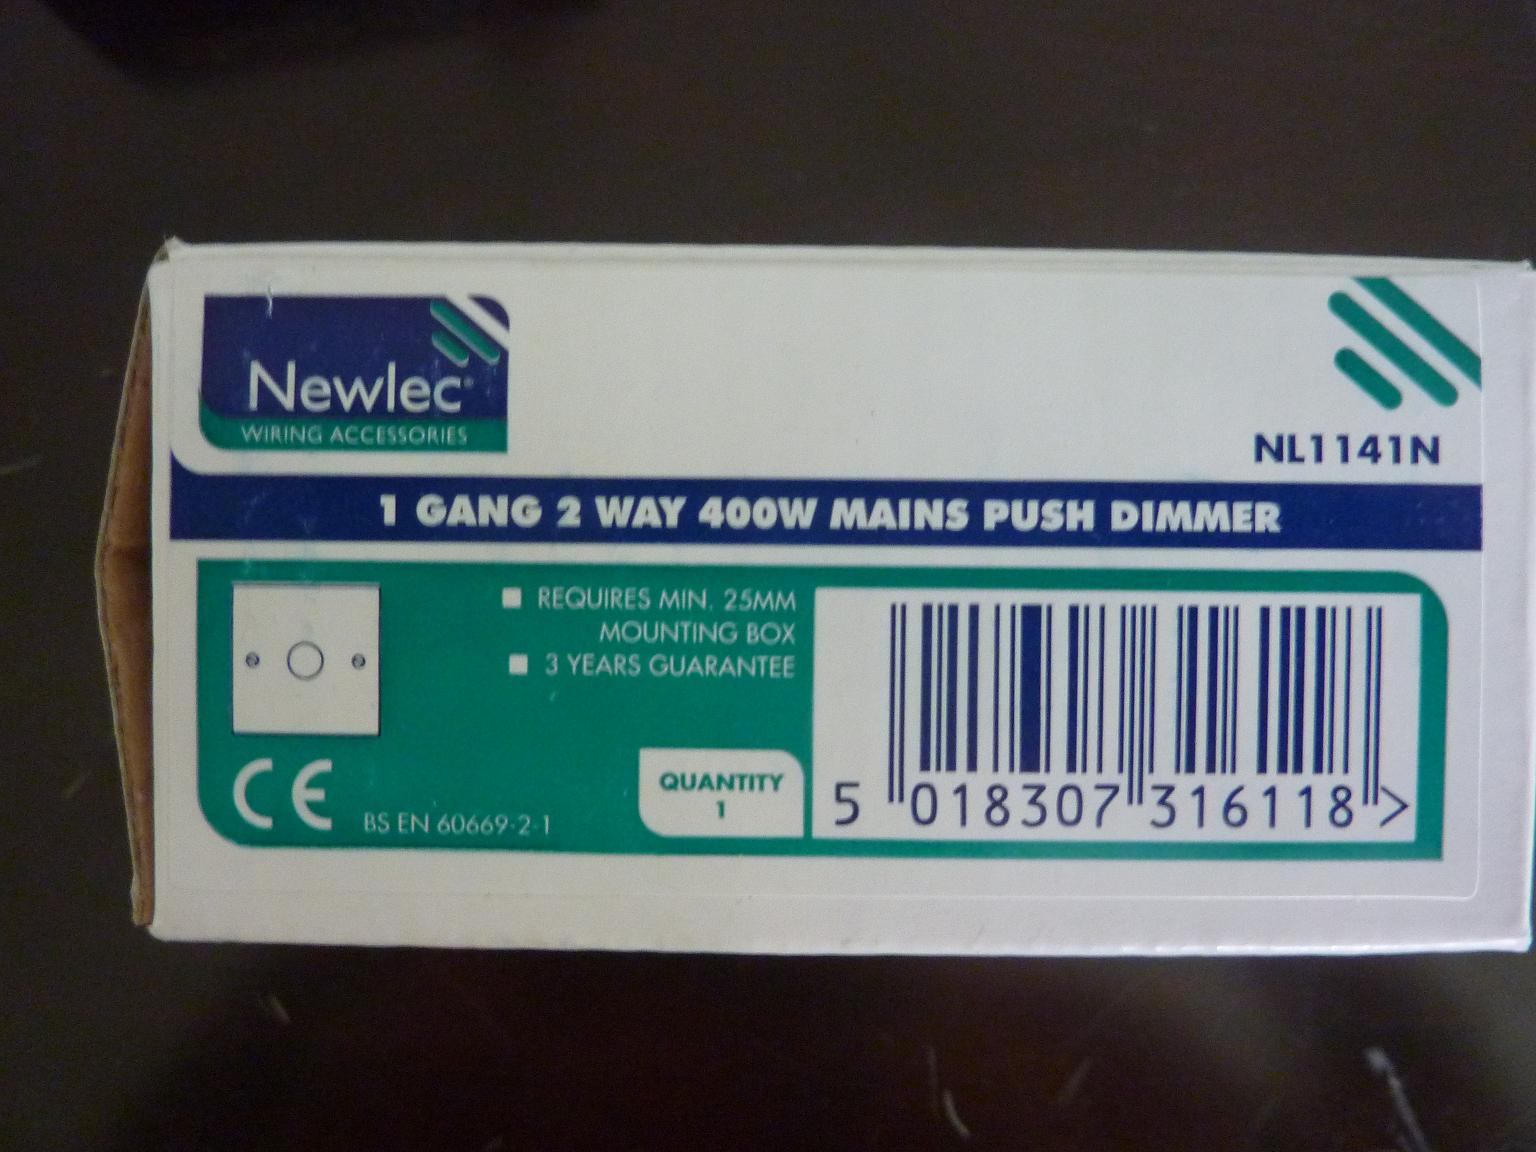 Newlec®
WIRING ACCESSORIES
NL1141N
1 GANG 2 WAY 400W MAINS PUSH DIMMER
REQUIRES MIN. 25MM
MOUNTING BOX
3 YEARS GUARANTEE
CE
BS EN 60669-2-1
QUANTITY
1
5 018307 316118 >